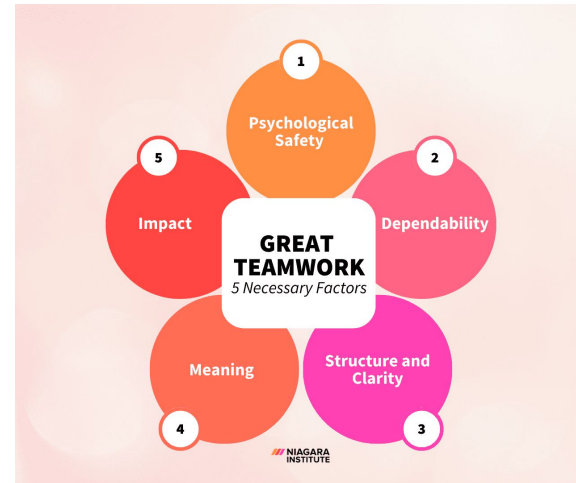 1
Psychological
Safety
2
Dependability
3
Structure and
Clarity
4
Meaning
5
Impact
GREAT
TEAMWORK
5 Necessary Factors
NIAGARA
INSTITUTE